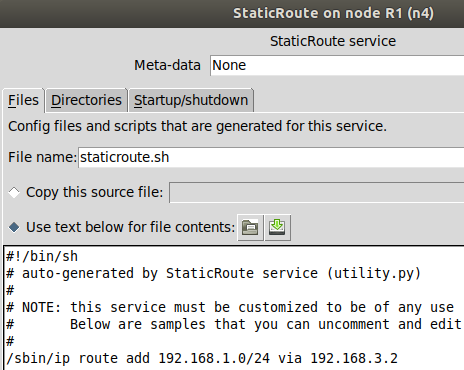 StaticRoute on node R1 (n4)
StaticRoute service
Meta-data None
Files Directories Startup/shutdown
Config files and scripts that are generated for this service.
File name: staticroute.sh
Copy this source file:
Use text below for file contents:
#!/bin/sh
# auto-generated by StaticRoute service (utility.py)
#
# NOTE: this service must be customized to be of any use
#       Below are samples that you can uncomment and edit
#
/sbin/ip route add 192.168.1.0/24 via 192.168.3.2